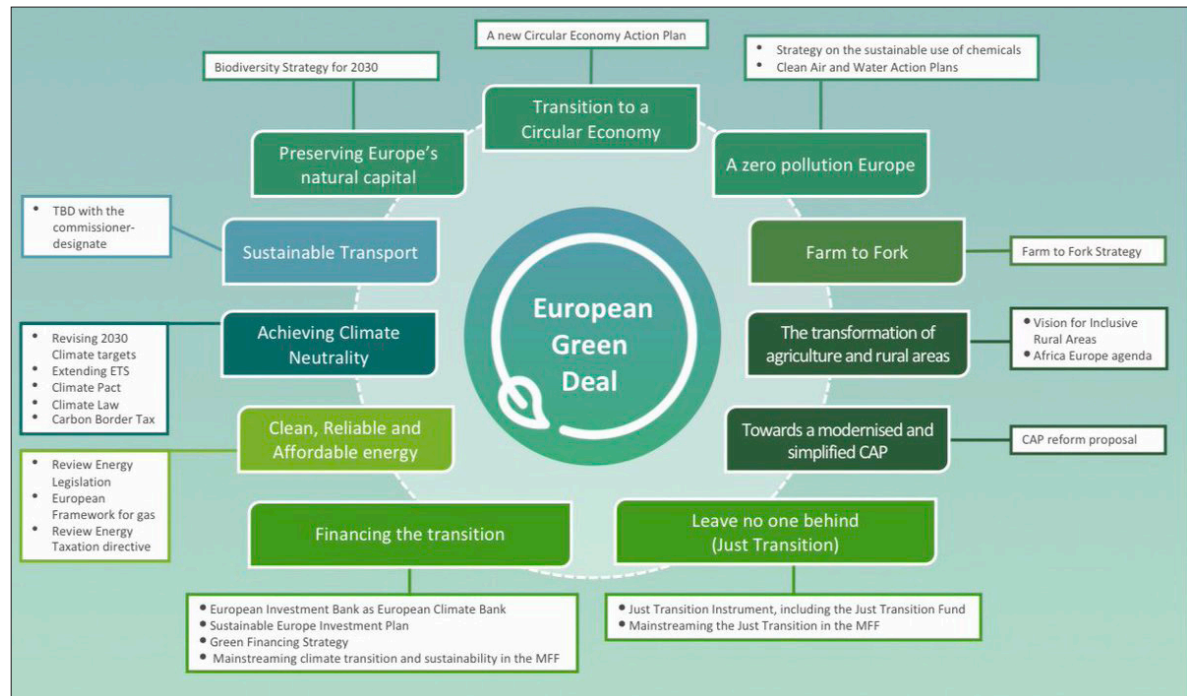 A new Circular Economy Action Plan
Biodiversity Strategy for 2030
• Strategy on the sustainable use of chemicals
• Clean Air and Water Action Plans
Transition to a
Circular Economy
Preserving Europe's
natural capital
A zero pollution Europe
• TBD with the
commissioner-
designate
Sustainable Transport
Farm to Fork
Farm to Fork Strategy
European
Green
Deal
• Revising 2030
Climate targets
• Extending ETS
• Climate Pact
• Climate Law
• Carbon Border Tax
Achieving Climate
Neutrality
The transformation of
agriculture and rural areas
• Vision for Inclusive
Rural Areas
• Africa Europe agenda
Clean, Reliable and
Affordable energy
Towards a modernised and
simplified CAP
CAP reform proposal
• Review Energy
Legislation
• European
Framework for gas
• Review Energy
Taxation directive
Financing the transition
Leave no one behind
(Just Transition)
• European Investment Bank as European Climate Bank
• Sustainable Europe Investment Plan
• Green Financing Strategy
• Mainstreaming climate transition and sustainability in the MFF
• Just Transition Instrument, including the Just Transition Fund
• Mainstreaming the Just Transition in the MFF